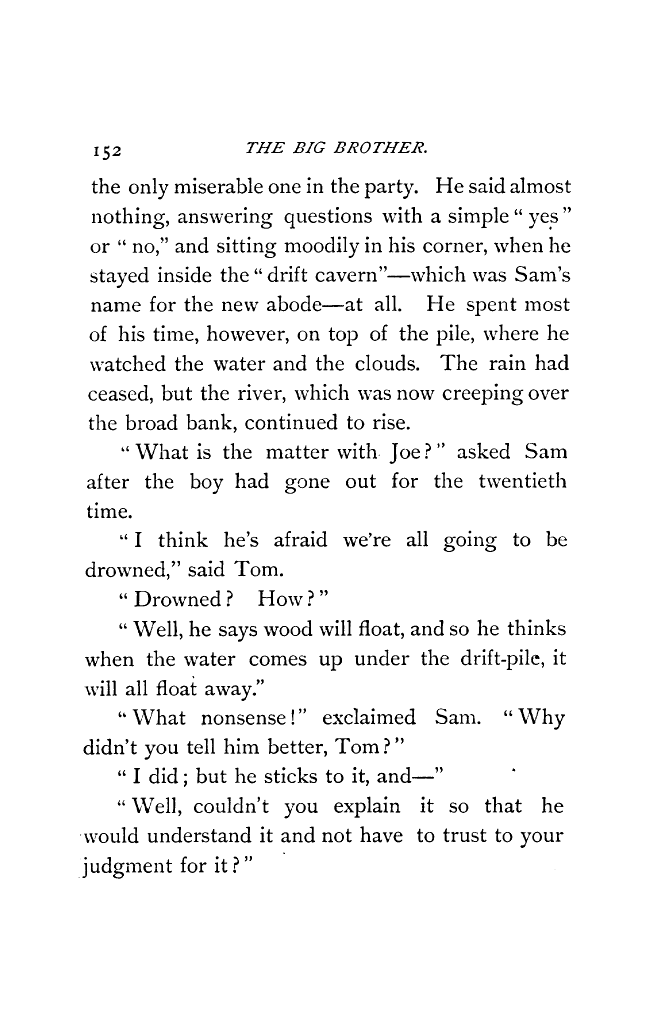 152 THE BIG BROTHER.
the only miserable one in the party. He said almost
nothing, answering questions with a simple “ yes ”
or “ no,” and sitting moodily in his corner, when he
stayed inside the “ drift cavern”—which was Sam’s
name for the new abode—at all. He spent most
of his time, however, on top of the pile, where he
watched the water and the clouds. The rain had
ceased, but the river, which was now creeping over
the broad bank, continued to rise.
“ What is the matter with Joe ? ” asked Sam
after the boy had gone out for the twentieth
time.
“ I think he’s afraid we’re all going to be
drowned,” said Tom.
“ Drowned ? How ? ”
“ Well, he says wood will float, and so he thinks
when the water comes up under the drift-pile, it
will all float away.”
“ What nonsense ! ” exclaimed Sam. “ Why
didn’t you tell him better, Tom ? ”
“ I did ; but he sticks to it, and—”
“ Well, couldn’t you explain it so that he
would understand it and not have to trust to your
judgment for it ? ”